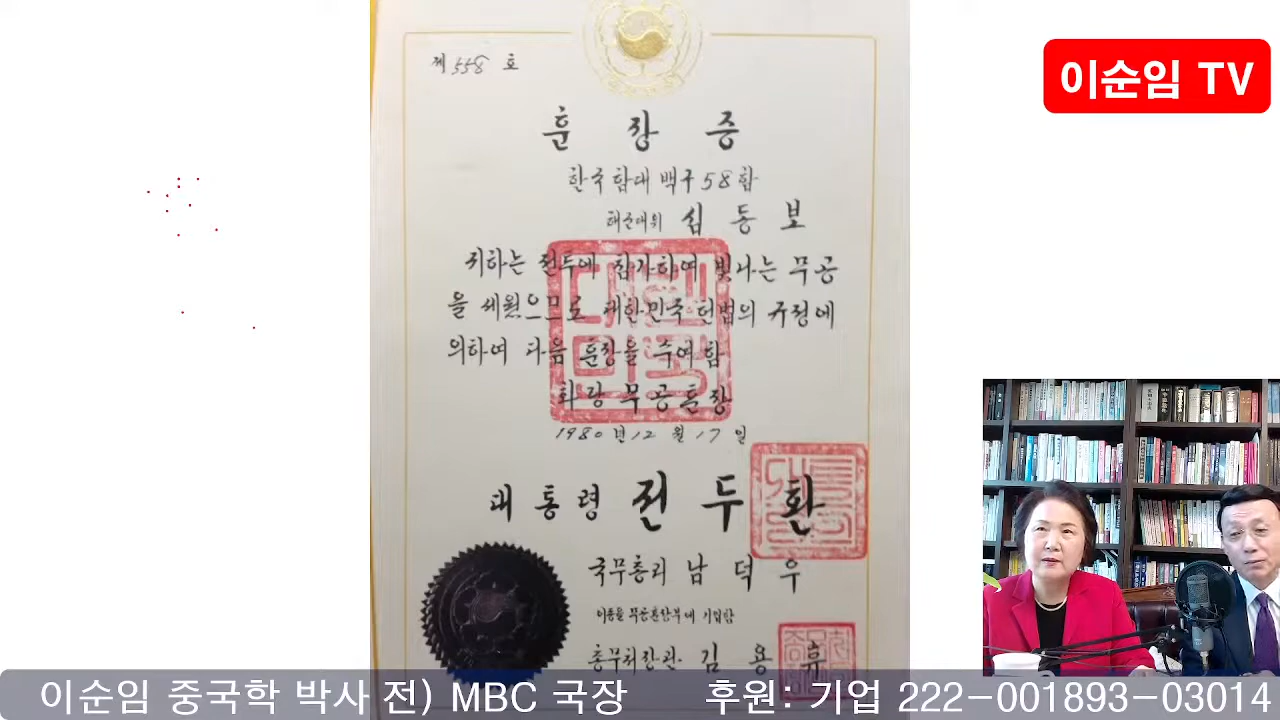 제 558 호
훈 장 증
한국함대 백구58함
해군대위 심 동 보
귀하는 전투에 참가하여 빛나는 무공
을 세웠으므로 대한민국 헌법의 규정에
의하여 다음 훈장을 수여함
화랑 무공훈장
1980년 12월 17일
대통령 전 두 환
국무총리 남 덕 우
이증을 무공훈장부에 기입함
총무처장관 김 용 휴
이순임 TV
이순임 중국학 박사 전) MBC 국장 후원: 기업 222-001893-03014